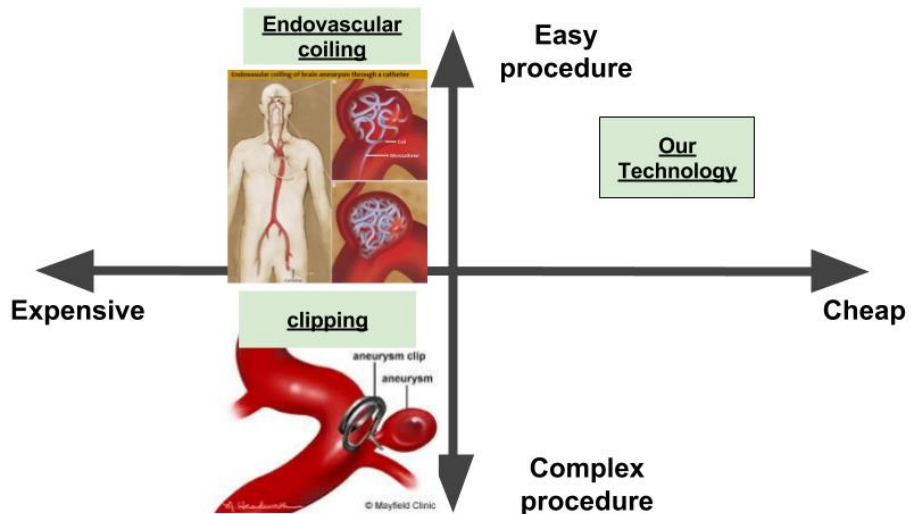 Endovascular
coiling
Easy
procedure
Endovascular coiling of brain aneurysm through a catheter
Coil
Microcatheter
Our
Technology
Expensive
Cheap
clipping
aneurysm clip
aneurysm
© Mayfield Clinic
Complex
procedure